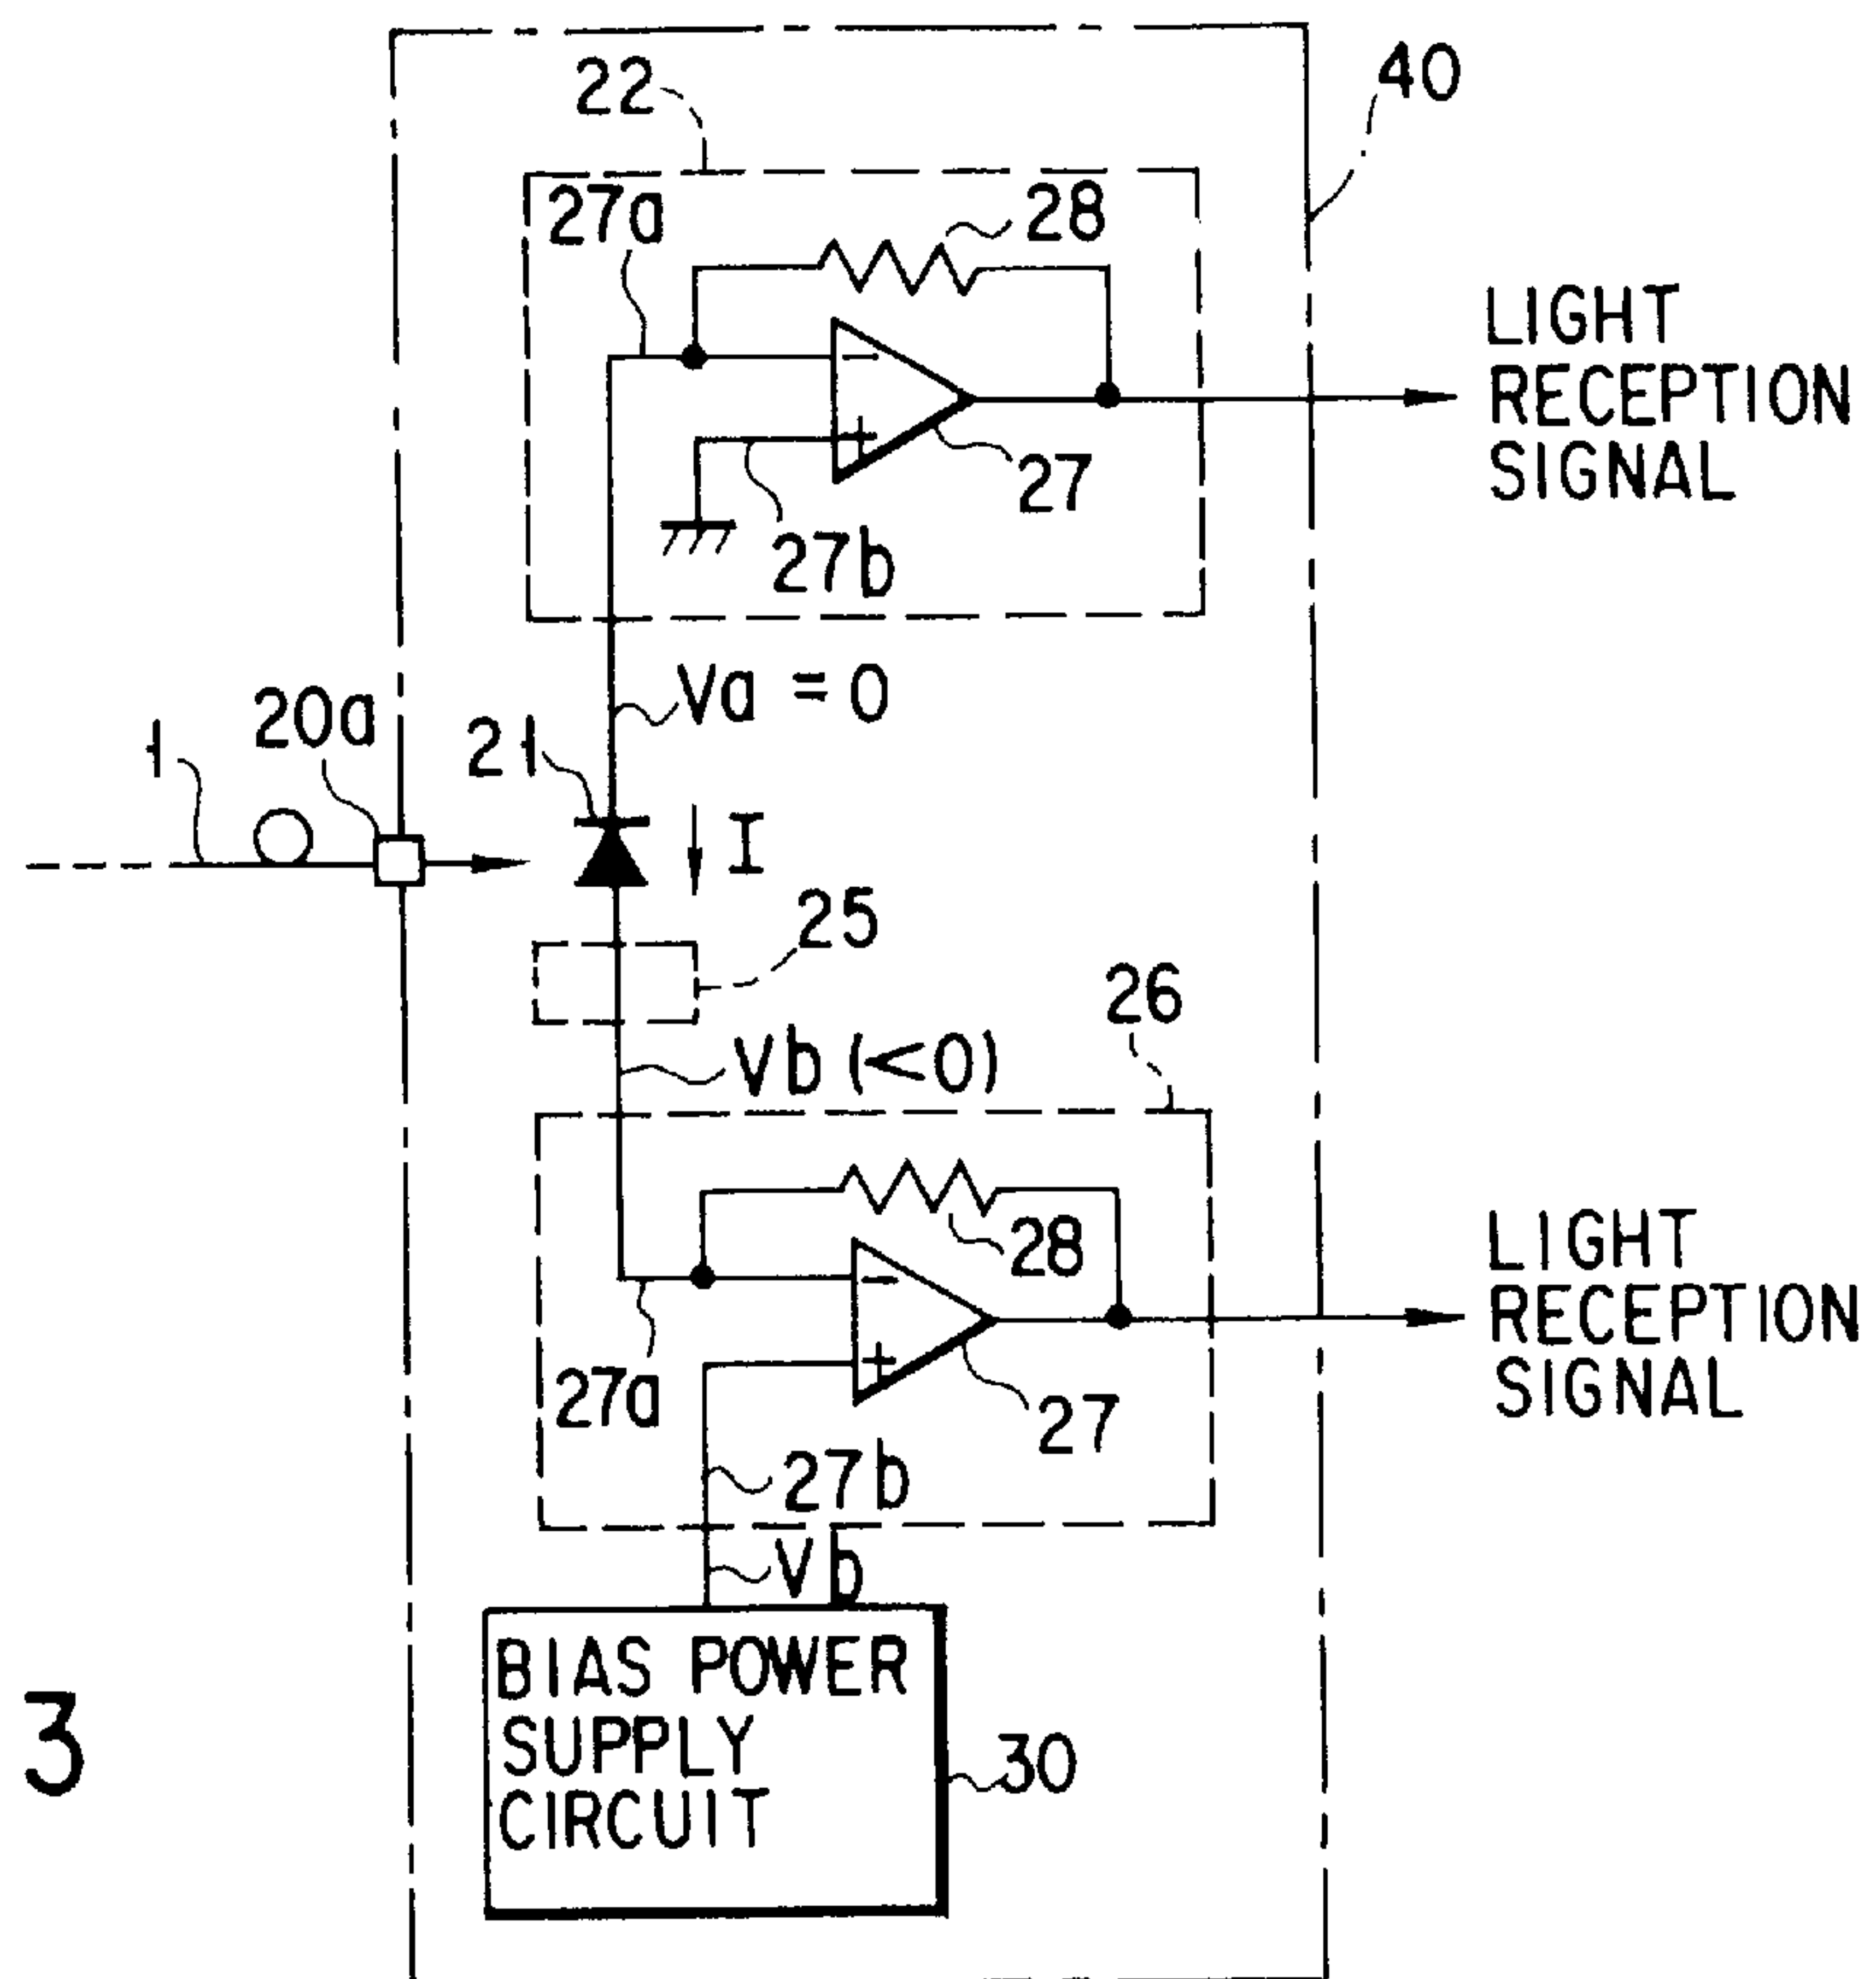 40
22
27a
28
LIGHT
RECEPTION
SIGNAL
27
27b
Va = 0
20a
21
1
I
25
26
Vb (<0)
28
LIGHT
RECEPTION
SIGNAL
27a
27
27b
Vb
BIAS POWER
SUPPLY
CIRCUIT
30
3